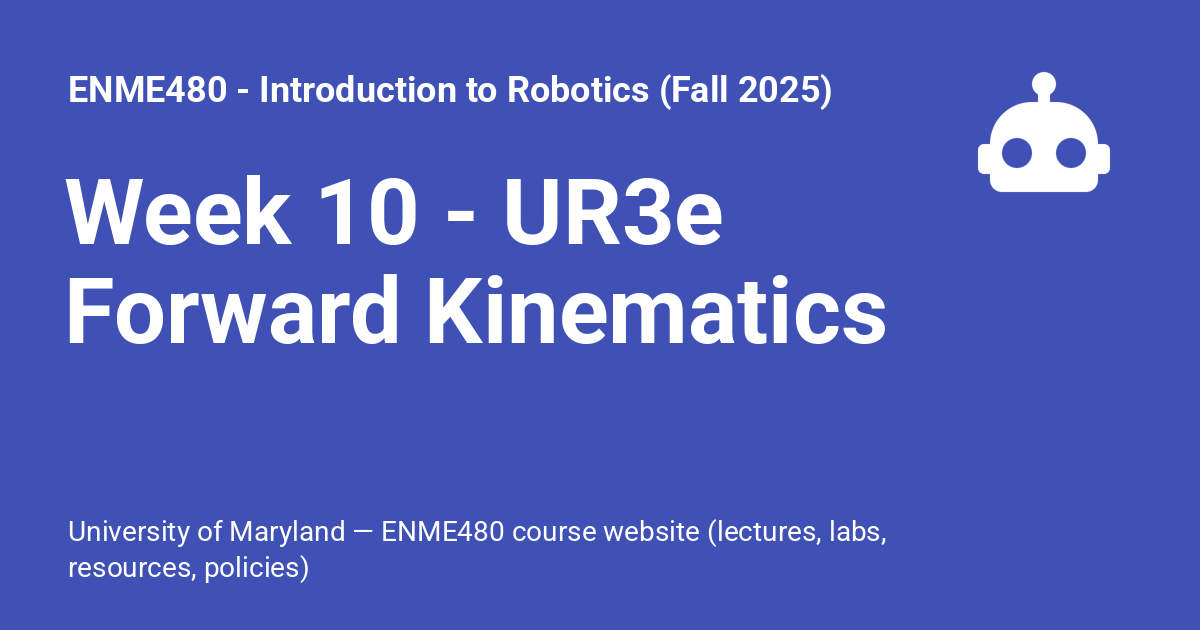 ENME480 - Introduction to Robotics (Fall 2025)
Week 10 - UR3e
Forward Kinematics
University of Maryland — ENME480 course website (lectures, labs,
resources, policies)